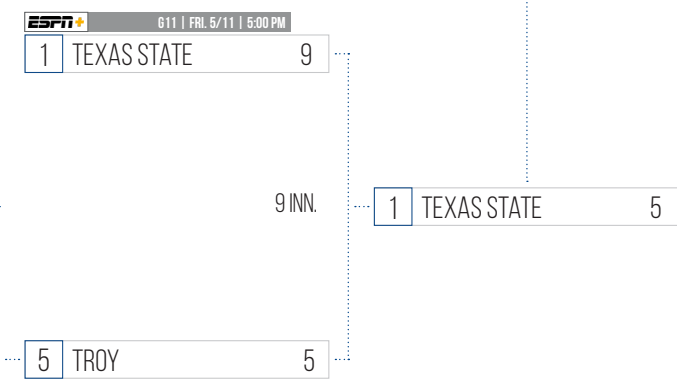 ESPN+ G11 | FRI. 5/11 | 5:00 PM
1 TEXAS STATE 9
9 INN.
1 TEXAS STATE 5
5 TROY 5